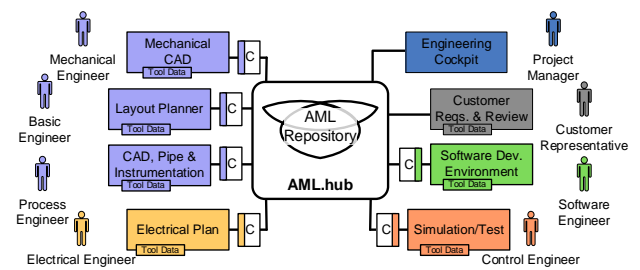 Mechanical
Engineer
Mechanical
CAD
Tool Data
C
Engineering
Cockpit
Project
Manager
Basic
Engineer
Layout Planner
Tool Data
C
AML
Repository
AML.hub
Customer
Reqs. & Review
Tool Data
Customer
Representative
Process
Engineer
CAD, Pipe &
Instrumentation
Tool Data
C
C
Software Dev.
Environment
Tool Data
Software
Engineer
Electrical Engineer
Electrical Plan
Tool Data
C
C
Simulation/Test
Tool Data
Control Engineer